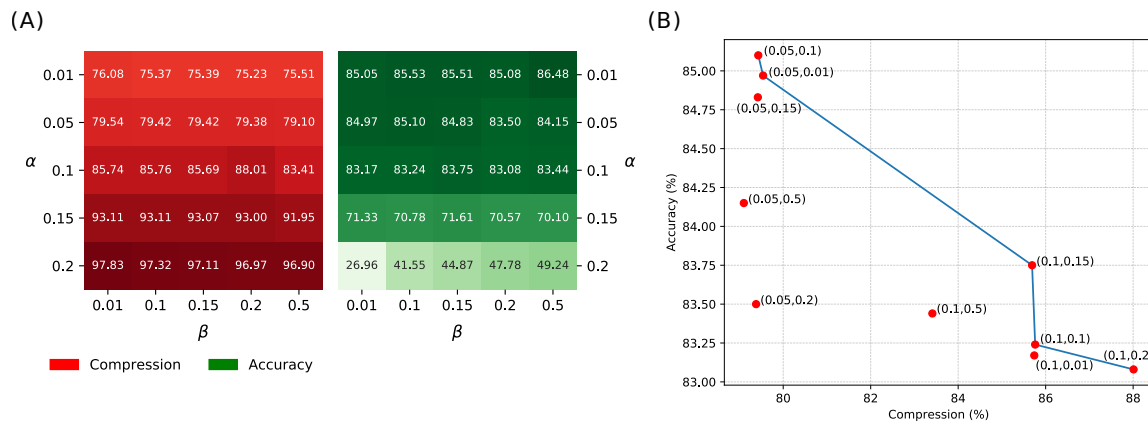 (A)
76.08 75.37 75.39 75.23 75.51
79.54 79.42 79.42 79.38 79.10
85.74 85.76 85.69 88.01 83.41
93.11 93.11 93.07 93.00 91.95
97.83 97.32 97.11 96.97 96.90
0.01
0.05
0.1
0.15
0.2
α
0.01 0.1 0.15 0.2 0.5
β
85.05 85.53 85.51 85.08 86.48
84.97 85.10 84.83 83.50 84.15
83.17 83.24 83.75 83.08 83.44
71.33 70.78 71.61 70.57 70.10
26.96 41.55 44.87 47.78 49.24
0.01
0.05
0.1
0.15
0.2
α
0.01 0.1 0.15 0.2 0.5
β
Compression
Accuracy
(B)
85.00
84.75
84.50
84.25
84.00
83.75
83.50
83.25
83.00
Accuracy (%)
(0.05,0.1)
(0.05,0.01)
(0.05,0.15)
(0.05,0.5)
(0.1,0.15)
(0.05,0.2)
(0.1,0.5)
(0.1,0.1)
(0.1,0.01)
(0.1,0.2)
80 82 84 86 88
Compression (%)